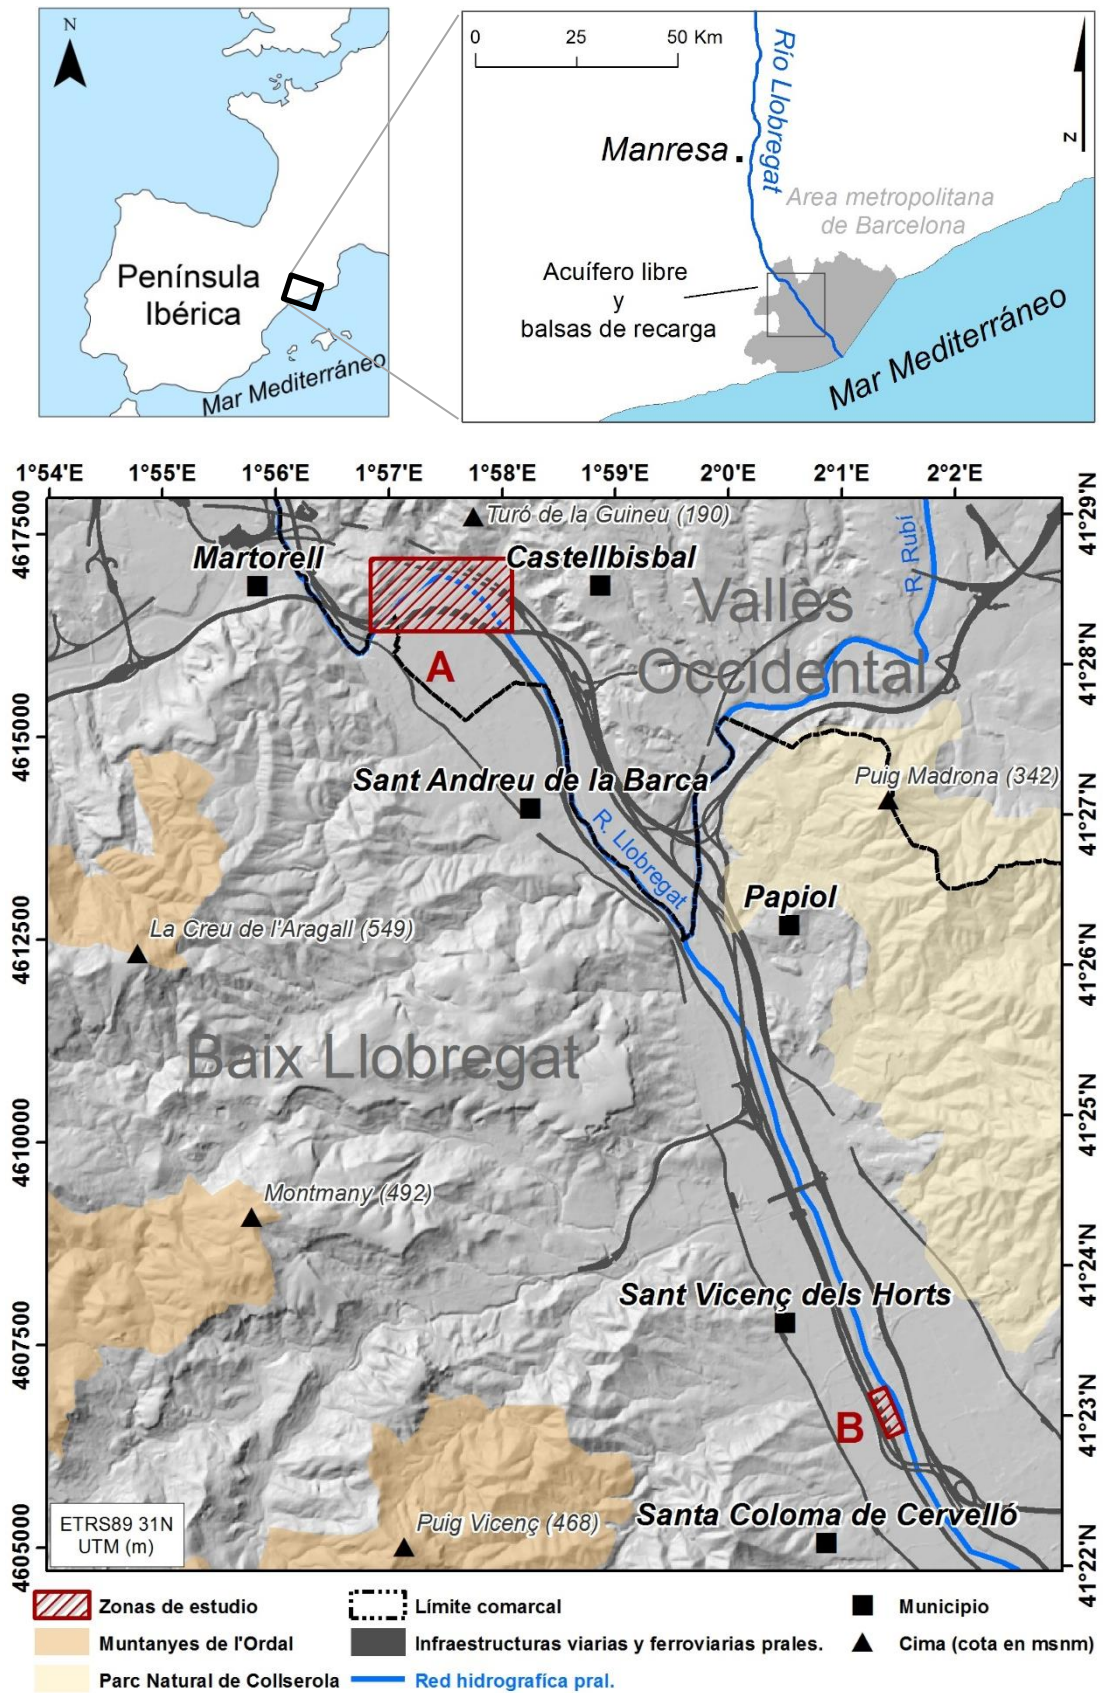 N
Península
Ibérica
Mar Mediterráneo
0 25 50 Km
Río Llobregat
N
Manresa
Area metropolitana
de Barcelona
Acuífero libre
y
balsas de recarga
Mar Mediterráneo
1°54'E 1°55'E 1°56'E 1°57'E 1°58'E 1°59'E 2°0'E 2°1'E 2°2'E
4617500
4615000
4612500
4610000
4607500
4605000
41°29'N
41°28'N
41°27'N
41°26'N
41°25'N
41°24'N
41°23'N
41°22'N
Turó de la Guineu (190)
Martorell
Castellbisbal
R. Rubí
Vallès
Occidental
A
Puig Madrona (342)
Sant Andreu de la Barca
R. Llobregat
Papiol
La Creu de l'Aragall (549)
Baix Llobregat
Montmany (492)
Sant Vicenç dels Horts
B
Puig Vicenç (468)
Santa Coloma de Cervelló
ETRS89 31N
UTM (m)
Zonas de estudio
Límite comarcal
Municipio
Muntanyes de l'Ordal
Infraestructuras viarias y ferroviarias prales.
Cima (cota en msnm)
Parc Natural de Collserola
Red hidrografíca pral.